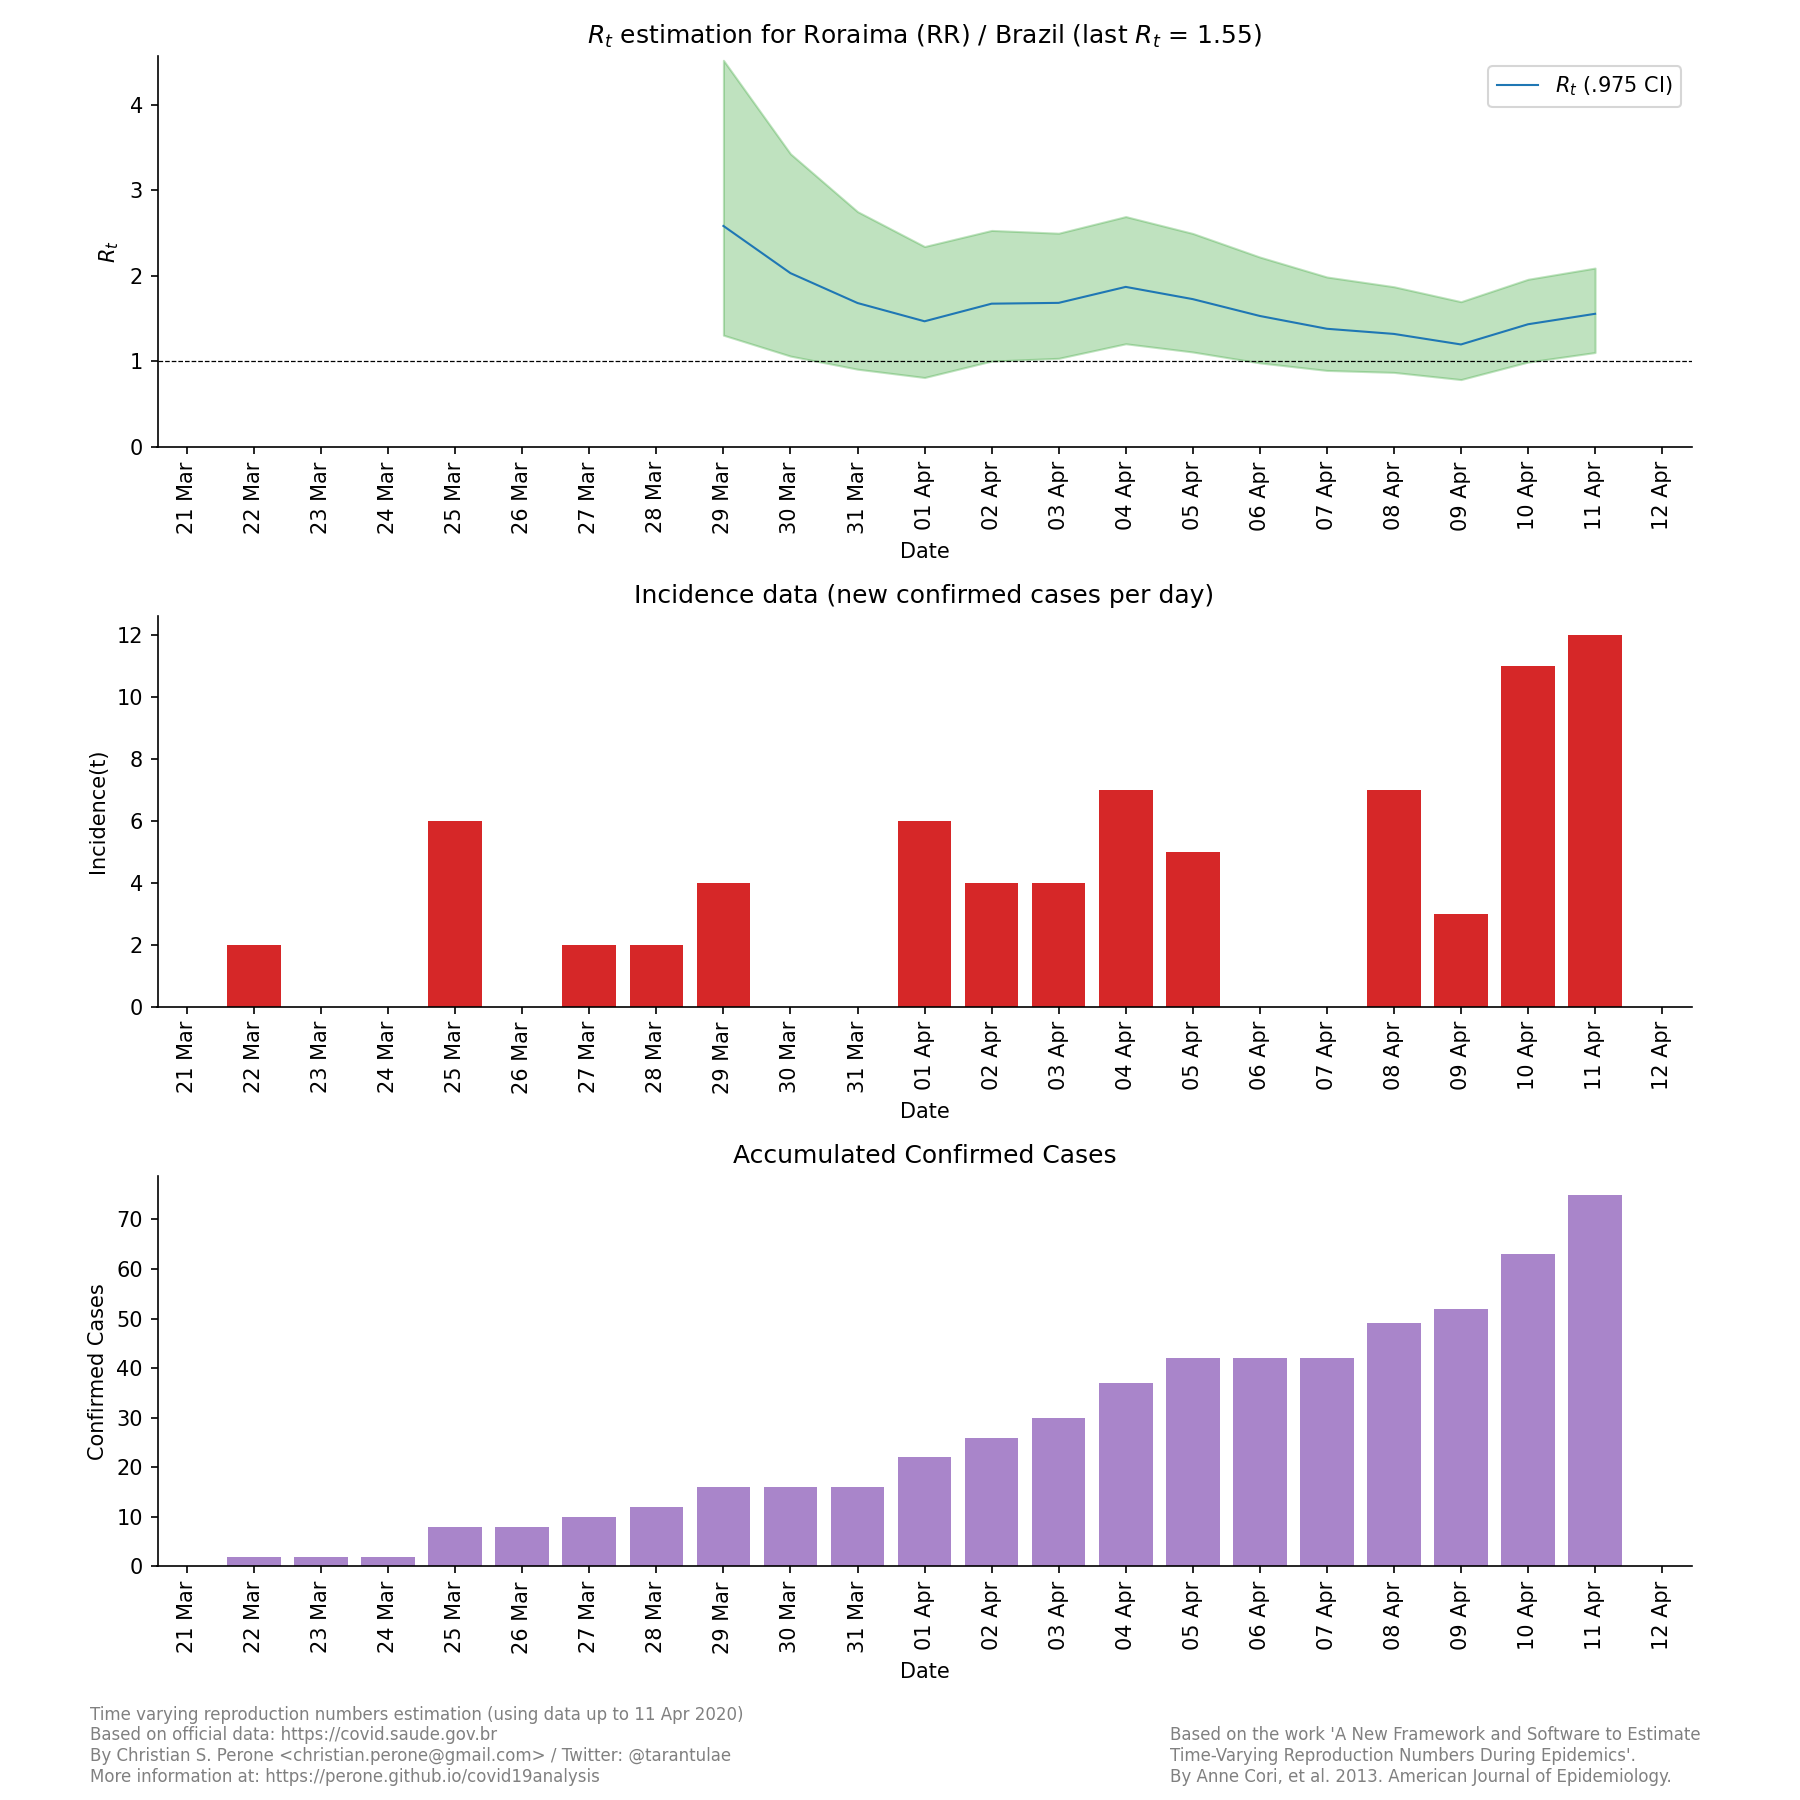 Rt estimation for Roraima (RR) / Brazil (last Rt = 1.55)
Rt (.975 CI)
Rt
4
3
2
1
0
21 Mar 22 Mar 23 Mar 24 Mar 25 Mar 26 Mar 27 Mar 28 Mar 29 Mar 30 Mar 31 Mar 01 Apr 02 Apr 03 Apr 04 Apr 05 Apr 06 Apr 07 Apr 08 Apr 09 Apr 10 Apr 11 Apr 12 Apr
Date
Incidence data (new confirmed cases per day)
Incidence(t)
12
10
8
6
4
2
0
21 Mar 22 Mar 23 Mar 24 Mar 25 Mar 26 Mar 27 Mar 28 Mar 29 Mar 30 Mar 31 Mar 01 Apr 02 Apr 03 Apr 04 Apr 05 Apr 06 Apr 07 Apr 08 Apr 09 Apr 10 Apr 11 Apr 12 Apr
Date
Accumulated Confirmed Cases
Confirmed Cases
70
60
50
40
30
20
10
0
21 Mar 22 Mar 23 Mar 24 Mar 25 Mar 26 Mar 27 Mar 28 Mar 29 Mar 30 Mar 31 Mar 01 Apr 02 Apr 03 Apr 04 Apr 05 Apr 06 Apr 07 Apr 08 Apr 09 Apr 10 Apr 11 Apr 12 Apr
Date
Time varying reproduction numbers estimation (using data up to 11 Apr 2020)
Based on official data: https://covid.saude.gov.br
By Christian S. Perone <christian.perone@gmail.com> / Twitter: @tarantulae
More information at: https://perone.github.io/covid19analysis
Based on the work 'A New Framework and Software to Estimate
Time-Varying Reproduction Numbers During Epidemics'.
By Anne Cori, et al. 2013. American Journal of Epidemiology.